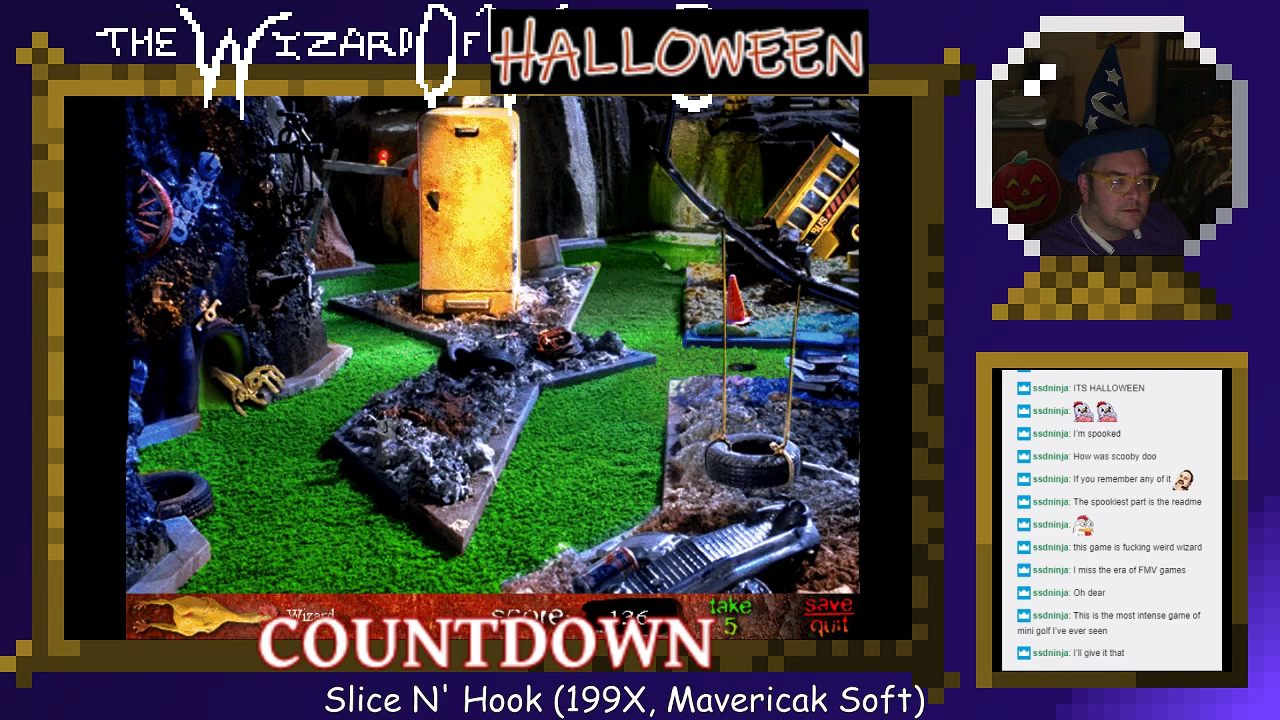 THE WIZARD OF
HALLOWEEN
BUS
Wizard
score
136
take
5
save
quit
COUNTDOWN
Slice N' Hook (199X, Mavericak Soft)
ssdninja: ITS HALLOWEEN
ssdninja:
ssdninja: I'm spooked
ssdninja: How was scooby doo
ssdninja: If you remember any of it
ssdninja: The spookiest part is the readme
ssdninja:
ssdninja: this game is fucking weird wizard
ssdninja: I miss the era of FMV games
ssdninja: Oh dear
ssdninja: This is the most intense game of
mini golf I've ever seen
ssdninja: I'll give it that